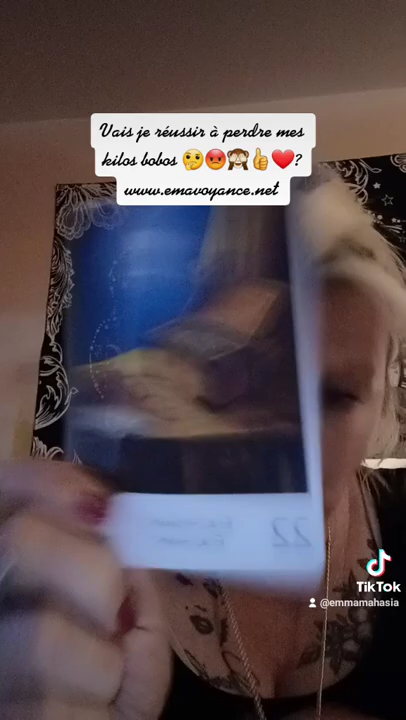 Vais je réussir à perdre mes
kilos bobos 🤔😡🙈👍❤️?
www.emavoyance.net
22
TikTok
@emmamahasia